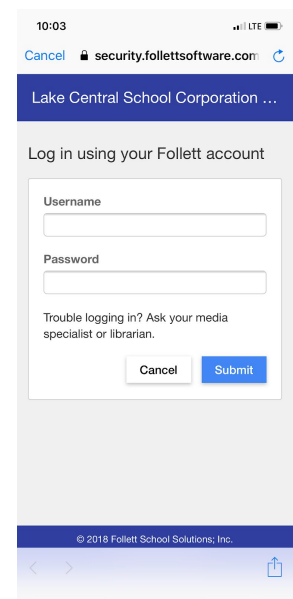 10:03 LTE
Cancel security.follettsoftware.com
Lake Central School Corporation ...
Log in using your Follett account
Username
Password
Trouble logging in? Ask your media
specialist or librarian.
Cancel Submit
© 2018 Follett School Solutions; Inc.